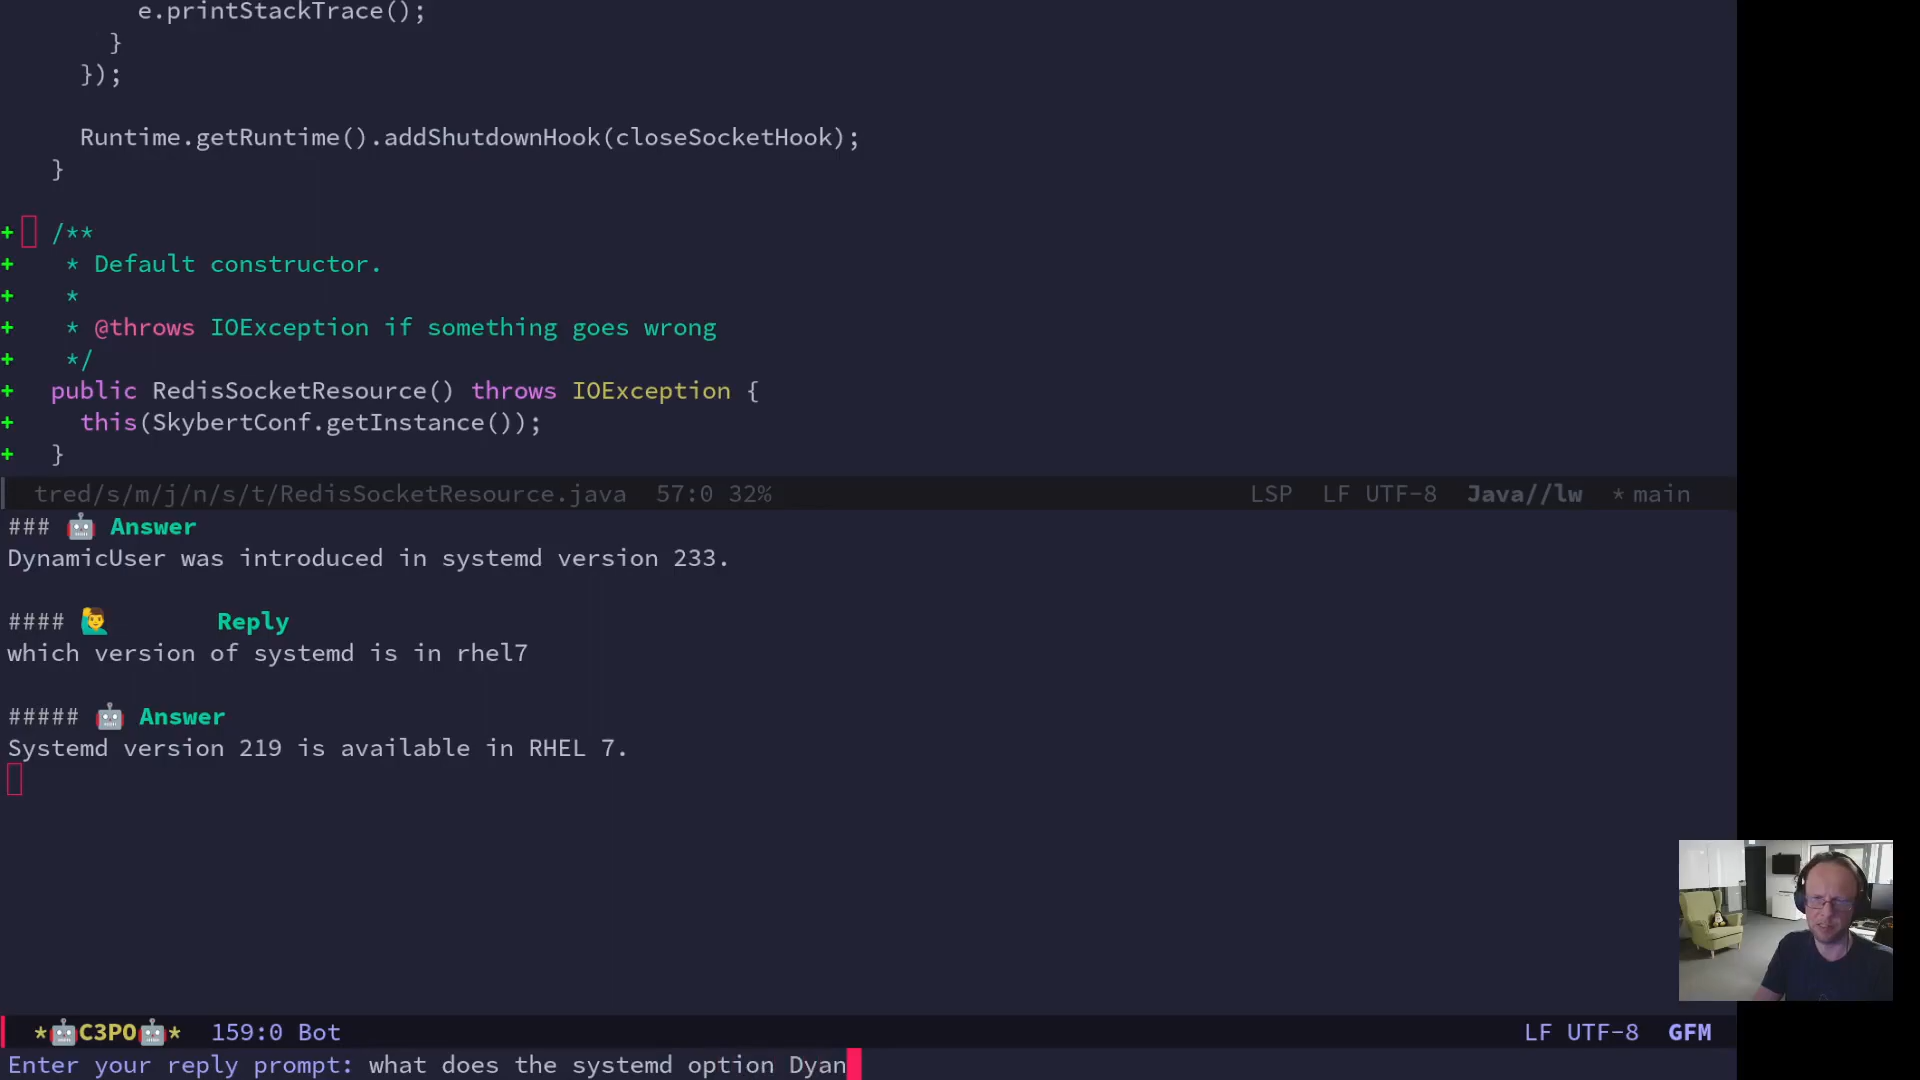 e.printStackTrace();
}
});
Runtime.getRuntime().addShutdownHook(closeSocketHook);
}
+ /**
+ * Default constructor.
+ *
+ * @throws IOException if something goes wrong
+ */
+ public RedisSocketResource() throws IOException {
+ this(SkybertConf.getInstance());
+ }
tred/s/m/j/n/s/t/RedisSocketResource.java 57:0 32% LSP LF UTF-8 Java//lw * main
### 🤖 Answer
DynamicUser was introduced in systemd version 233.
#### 🙋‍♂️ Reply
which version of systemd is in rhel7
##### 🤖 Answer
Systemd version 219 is available in RHEL 7.
*🤖C3PO🤖* 159:0 Bot LF UTF-8 GFM
Enter your reply prompt: what does the systemd option Dyan